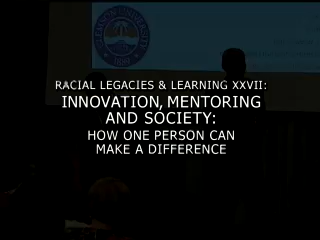 RACIAL LEGACIES & LEARNING XXVII:
INNOVATION, MENTORING
AND SOCIETY:
HOW ONE PERSON CAN
MAKE A DIFFERENCE